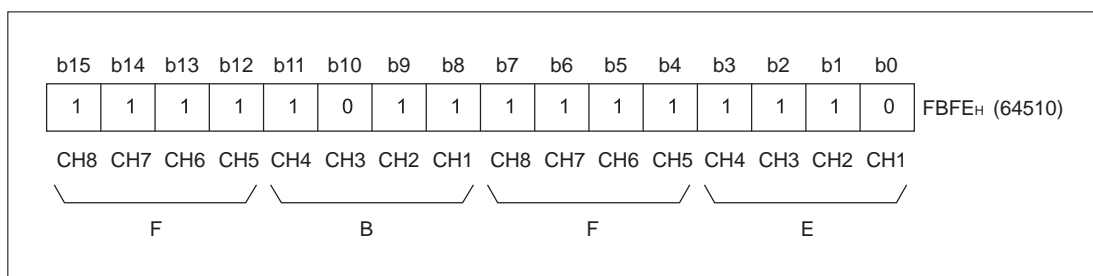 b15 b14 b13 b12 b11 b10 b9 b8 b7 b6 b5 b4 b3 b2 b1 b0
1 1 1 1 1 0 1 1 1 1 1 1 1 1 1 0 FBFEH (64510)
CH8 CH7 CH6 CH5 CH4 CH3 CH2 CH1 CH8 CH7 CH6 CH5 CH4 CH3 CH2 CH1
F B F E